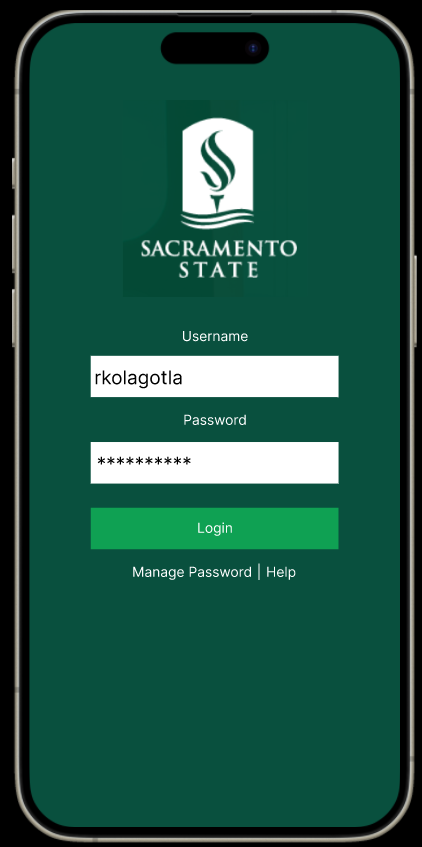 SACRAMENTO
STATE
Username
rkolagotla
Password
**********
Login
Manage Password | Help